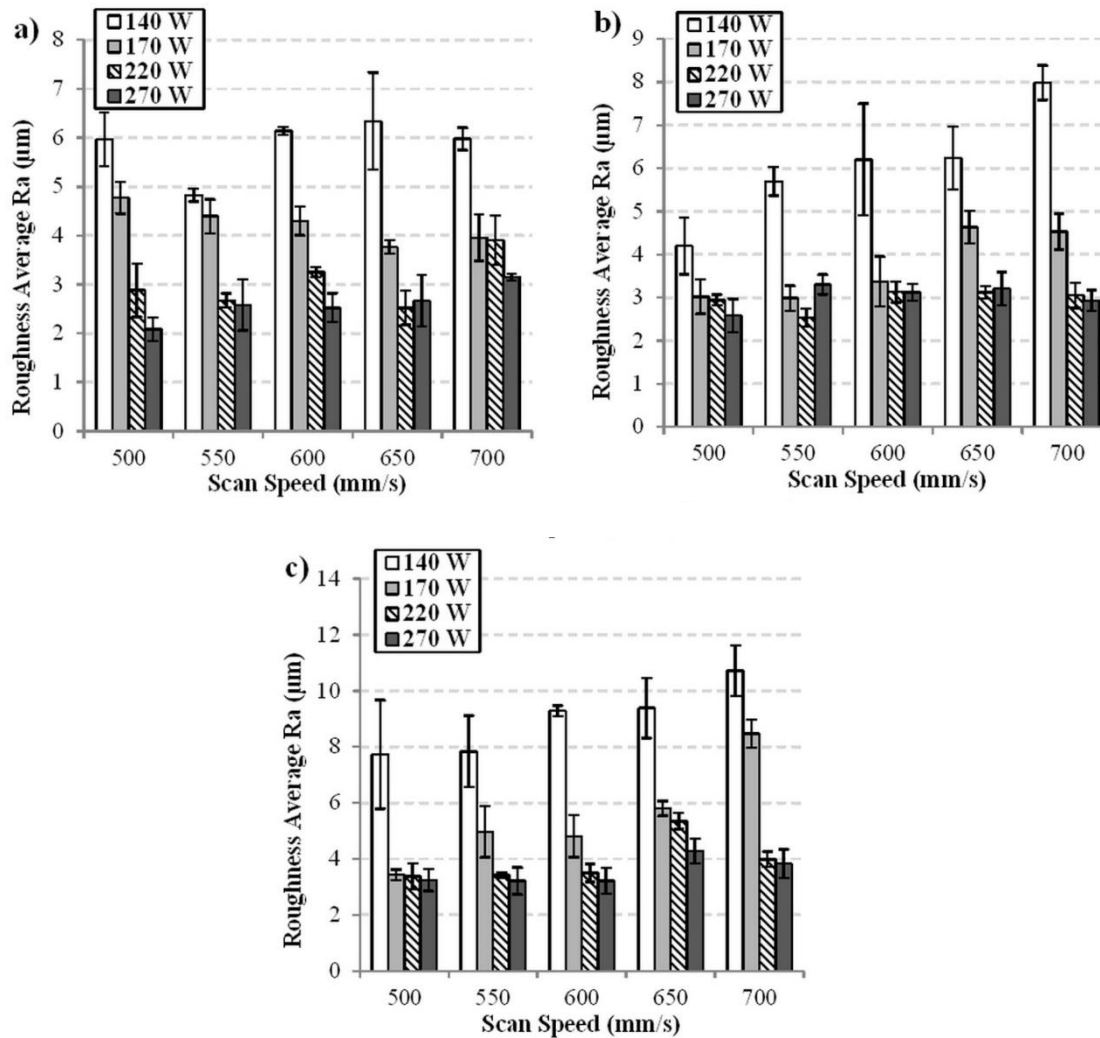 a)
140 W
170 W
220 W
270 W
Roughness Average Ra (µm)
8
7
6
5
4
3
2
1
0
500 550 600 650 700
Scan Speed (mm/s)
b)
140 W
170 W
220 W
270 W
Roughness Average Ra (µm)
9
8
7
6
5
4
3
2
1
0
500 550 600 650 700
Scan Speed (mm/s)
c)
140 W
170 W
220 W
270 W
Roughness Average Ra (µm)
14
12
10
8
6
4
2
0
500 550 600 650 700
Scan Speed (mm/s)